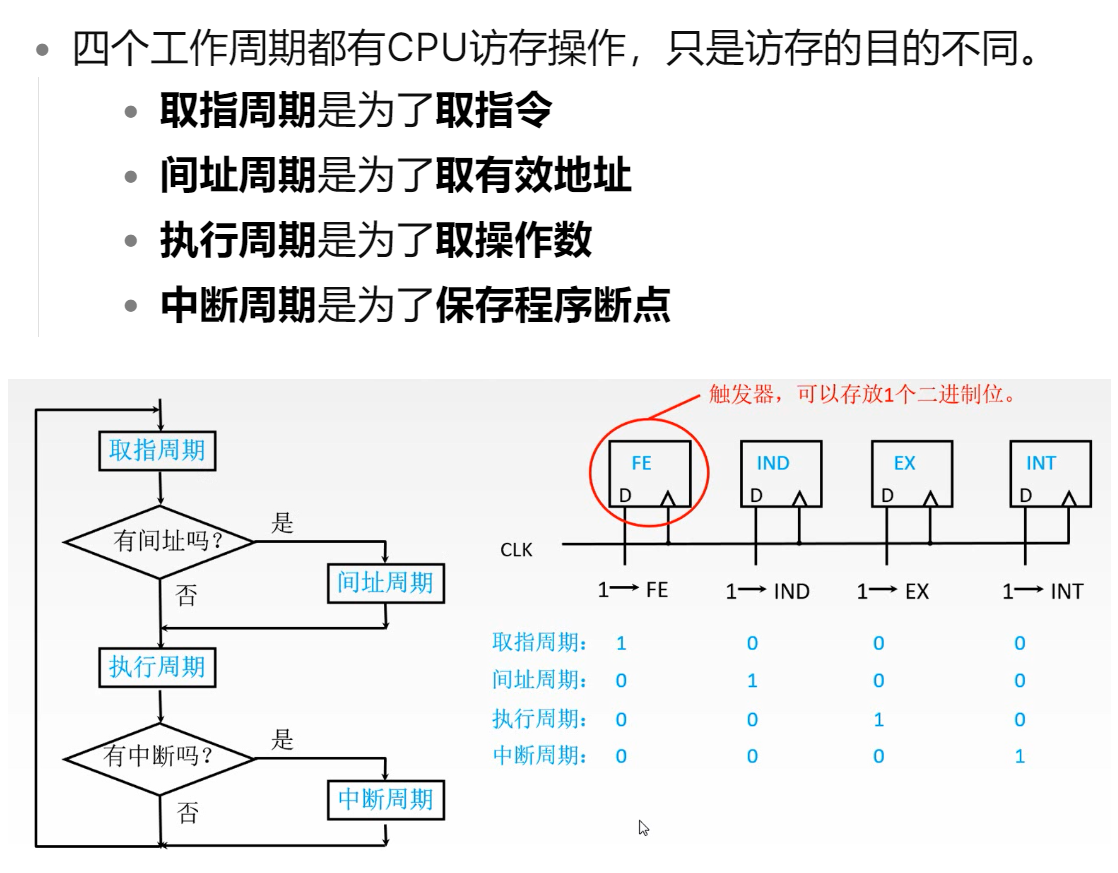 四个工作周期都有CPU访存操作，只是访存的目的不同。
取指周期是为了取指令
间址周期是为了取有效地址
执行周期是为了取操作数
中断周期是为了保存程序断点
取指周期
有间址吗？
是
否
间址周期
执行周期
有中断吗？
是
否
中断周期
触发器，可以存放1个二进制位。
FE IND EX INT
D D D D
CLK
1→ FE 1→ IND 1→ EX 1→ INT
取指周期： 1 0 0 0
间址周期： 0 1 0 0
执行周期： 0 0 1 0
中断周期： 0 0 0 1